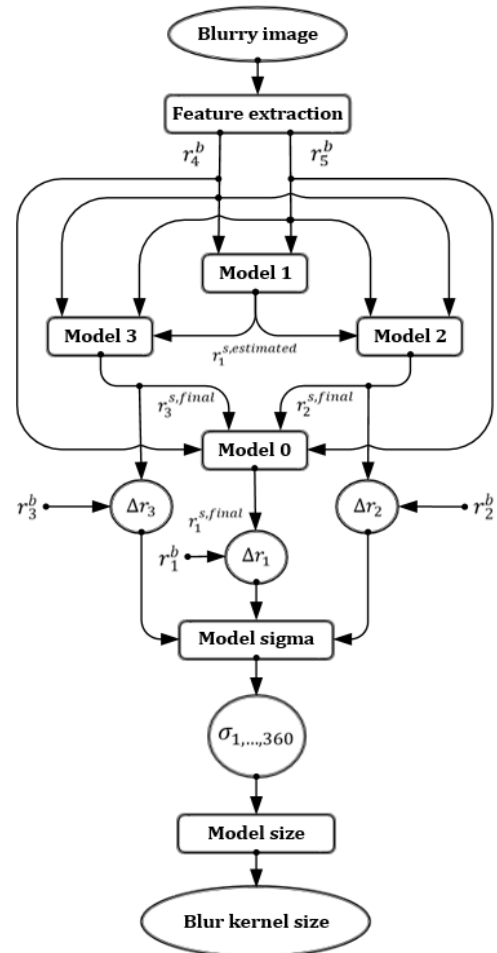 Blurry image
Feature extraction
r_4^b r_5^b
Model 1
Model 3 Model 2
r_1^{s,estimated}
r_3^{s,final} r_2^{s,final}
Model 0
r_3^b Δr_3 Δr_2 r_2^b
r_1^{s,final}
r_1^b Δr_1
Model sigma
σ_{1,...,360}
Model size
Blur kernel size